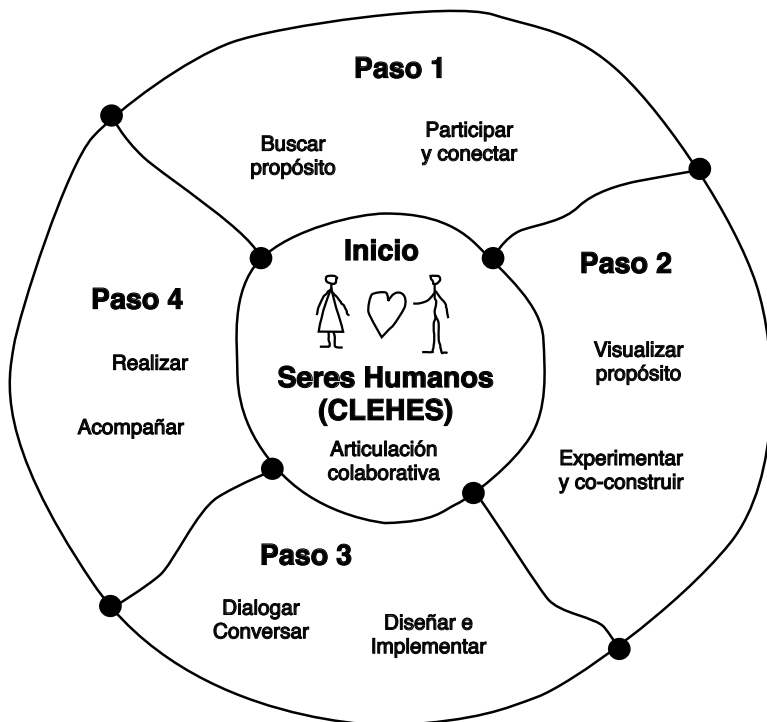 Paso 1
Buscar
propósito
Participar
y conectar
Inicio
Seres Humanos
(CLEHES)
Articulación
colaborativa
Paso 2
Visualizar
propósito
Experimentar
y co-construir
Paso 3
Dialogar
Conversar
Diseñar e
Implementar
Paso 4
Realizar
Acompañar